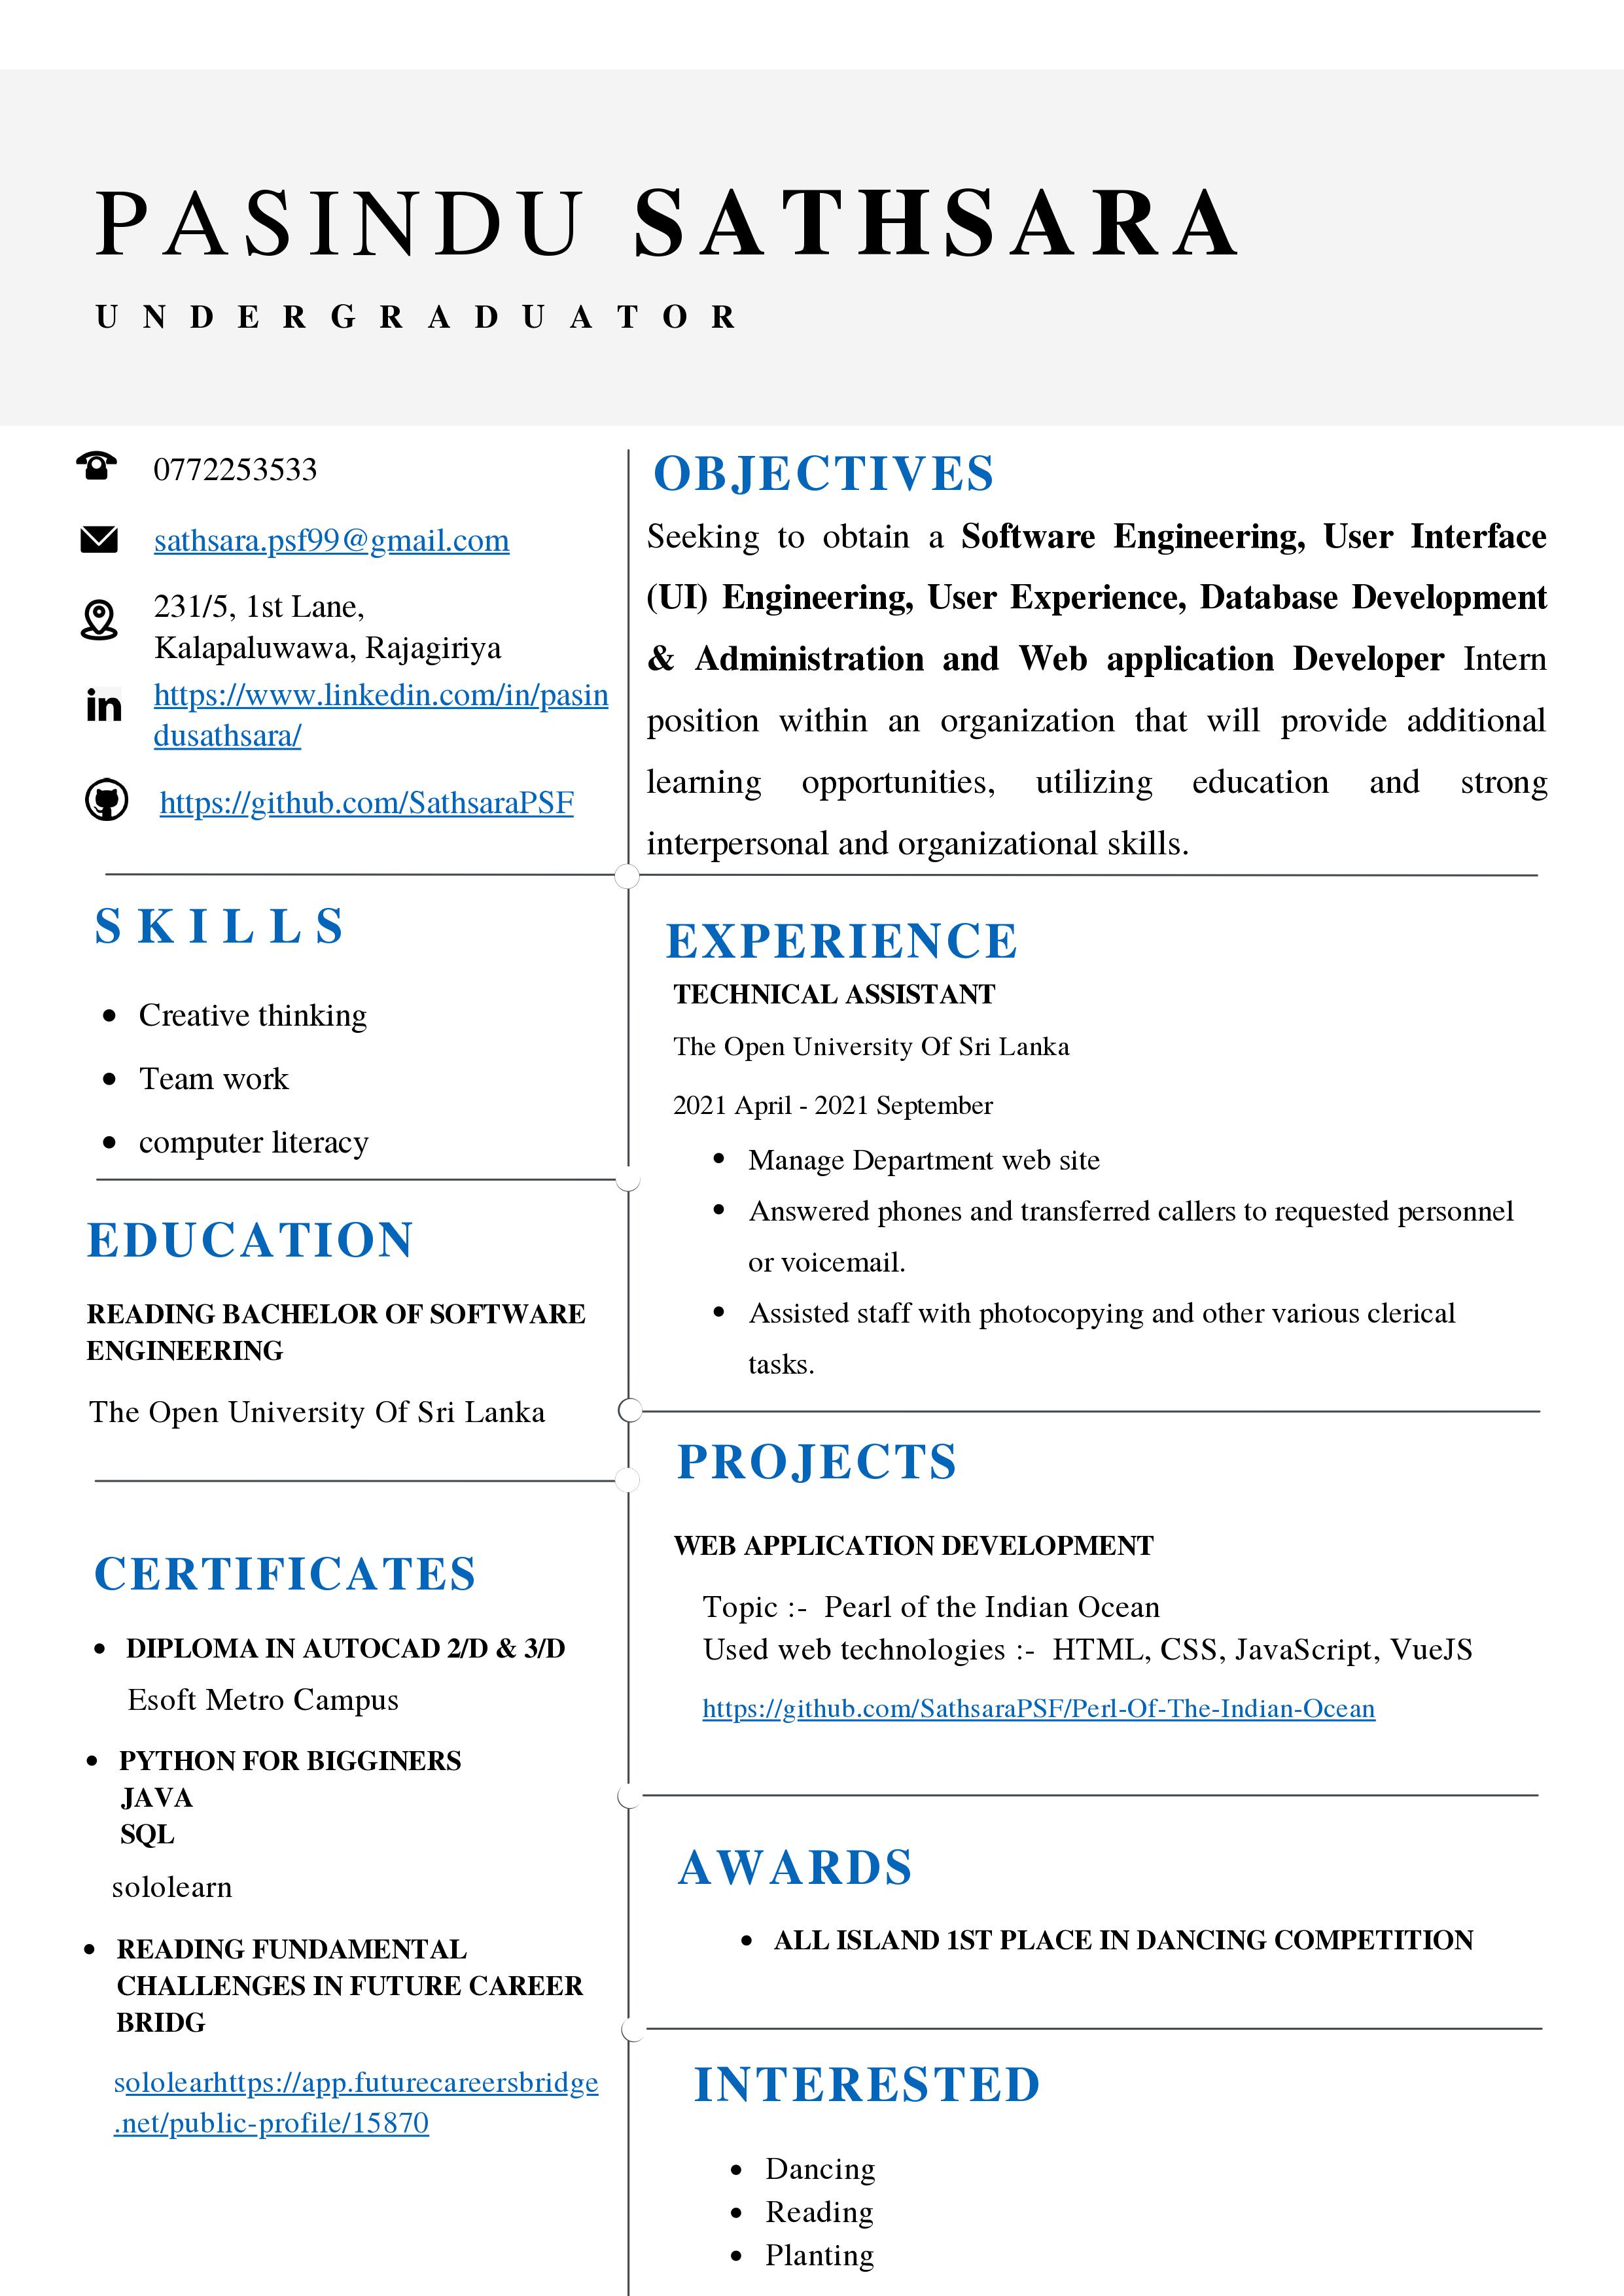 PASINDU SATHSARA
UNDERGRADUATOR
0772253533
sathsara.psf99@gmail.com
231/5, 1st Lane,
Kalapaluwawa, Rajagiriya
https://www.linkedin.com/in/pasin
dusathsara/
https://github.com/SathsaraPSF
OBJECTIVES
Seeking to obtain a Software Engineering, User Interface
(UI) Engineering, User Experience, Database Development
& Administration and Web application Developer Intern
position within an organization that will provide additional
learning opportunities, utilizing education and strong
interpersonal and organizational skills.
SKILLS
• Creative thinking
• Team work
• computer literacy
EDUCATION
READING BACHELOR OF SOFTWARE
ENGINEERING
The Open University Of Sri Lanka
CERTIFICATES
• DIPLOMA IN AUTOCAD 2/D & 3/D
Esoft Metro Campus
• PYTHON FOR BIGGINERS
JAVA
SQL
sololearn
• READING FUNDAMENTAL
CHALLENGES IN FUTURE CAREER
BRIDG
sololearhttps://app.futurecareersbridge
.net/public-profile/15870
EXPERIENCE
TECHNICAL ASSISTANT
The Open University Of Sri Lanka
2021 April - 2021 September
• Manage Department web site
• Answered phones and transferred callers to requested personnel
or voicemail.
• Assisted staff with photocopying and other various clerical
tasks.
PROJECTS
WEB APPLICATION DEVELOPMENT
Topic :- Pearl of the Indian Ocean
Used web technologies :- HTML, CSS, JavaScript, VueJS
https://github.com/SathsaraPSF/Perl-Of-The-Indian-Ocean
AWARDS
• ALL ISLAND 1ST PLACE IN DANCING COMPETITION
INTERESTED
• Dancing
• Reading
• Planting